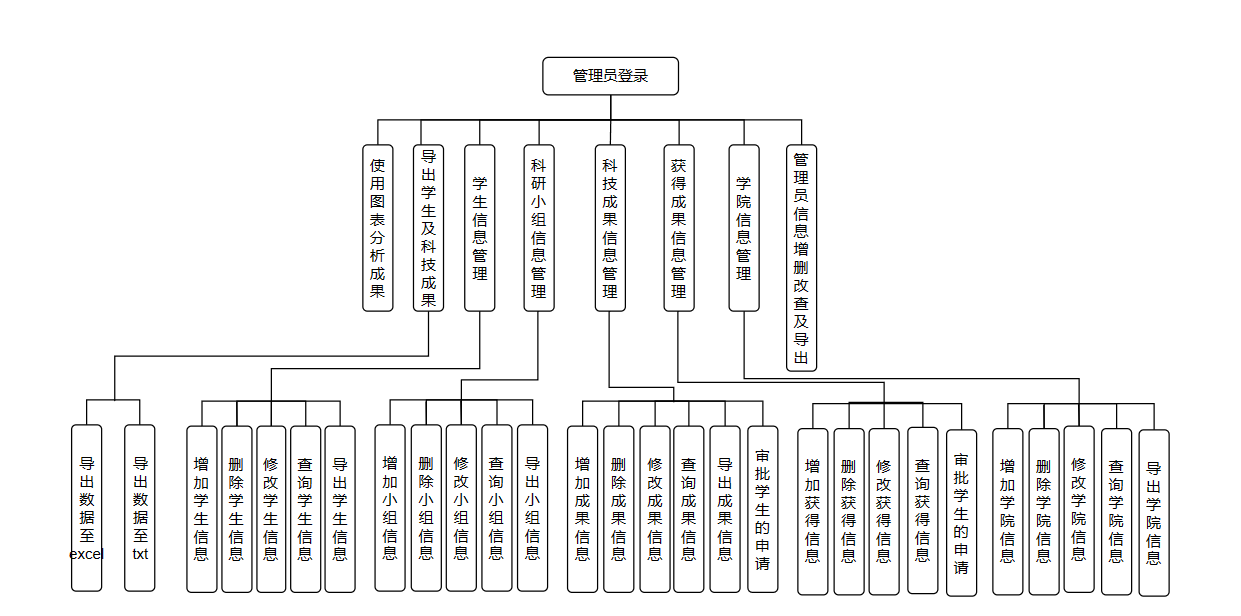 管理员登录
使用图表分析成果
导出学生及科技成果
学生信息管理
科研小组信息管理
科技成果信息管理
获得成果信息管理
学院信息管理
管理员信息增删改查及导出
导出数据至excel
导出数据至txt
增加学生信息
删除学生信息
修改学生信息
查询学生信息
导出学生信息
增加小组信息
删除小组信息
修改小组信息
查询小组信息
导出小组信息
增加成果信息
删除成果信息
修改成果信息
查询成果信息
导出成果信息
审批学生的申请
增加获得信息
删除获得信息
修改获得信息
查询获得信息
审批学生的申请
增加学院信息
删除学院信息
修改学院信息
查询学院信息
导出学院信息